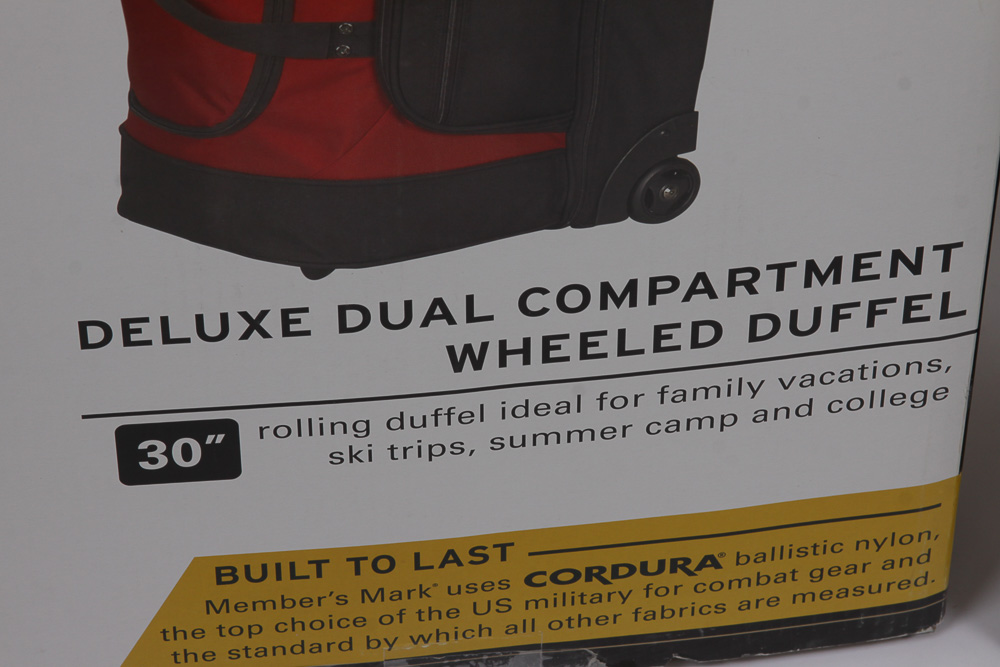 DELUXE DUAL COMPARTMENT
WHEELED DUFFEL
30” rolling duffel ideal for family vacations,
ski trips, summer camp and college
BUILT TO LAST
Member's Mark® uses CORDURA® ballistic nylon,
the top choice of the US military for combat gear and
the standard by which all other fabrics are measured.